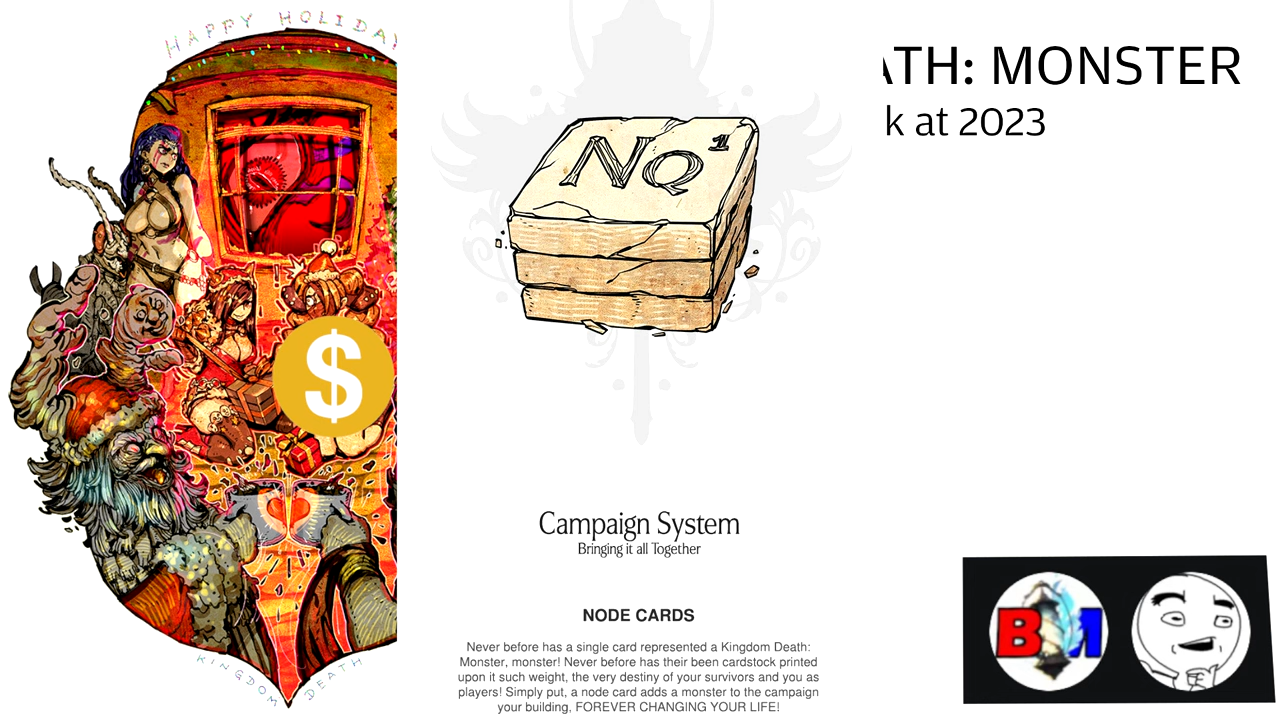 HAPPY HOLIDAY
$
KINGDOM DEATH
NQ1
Campaign System
Bringing it all Together
NODE CARDS
Never before has a single card represented a Kingdom Death:
Monster, monster! Never before has their been cardstock printed
upon it such weight, the very destiny of your survivors and you as
players! Simply put, a node card adds a monster to the campaign
your building, FOREVER CHANGING YOUR LIFE!
ATH: MONSTER
k at 2023